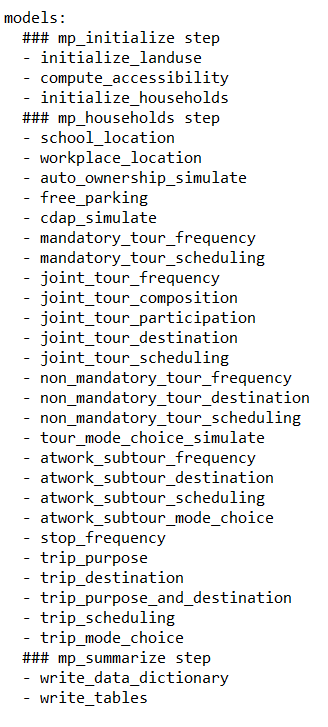 models:
  ### mp_initialize step
  - initialize_landuse
  - compute_accessibility
  - initialize_households
  ### mp_households step
  - school_location
  - workplace_location
  - auto_ownership_simulate
  - free_parking
  - cdap_simulate
  - mandatory_tour_frequency
  - mandatory_tour_scheduling
  - joint_tour_frequency
  - joint_tour_composition
  - joint_tour_participation
  - joint_tour_destination
  - joint_tour_scheduling
  - non_mandatory_tour_frequency
  - non_mandatory_tour_destination
  - non_mandatory_tour_scheduling
  - tour_mode_choice_simulate
  - atwork_subtour_frequency
  - atwork_subtour_destination
  - atwork_subtour_scheduling
  - atwork_subtour_mode_choice
  - stop_frequency
  - trip_purpose
  - trip_destination
  - trip_purpose_and_destination
  - trip_scheduling
  - trip_mode_choice
  ### mp_summarize step
  - write_data_dictionary
  - write_tables